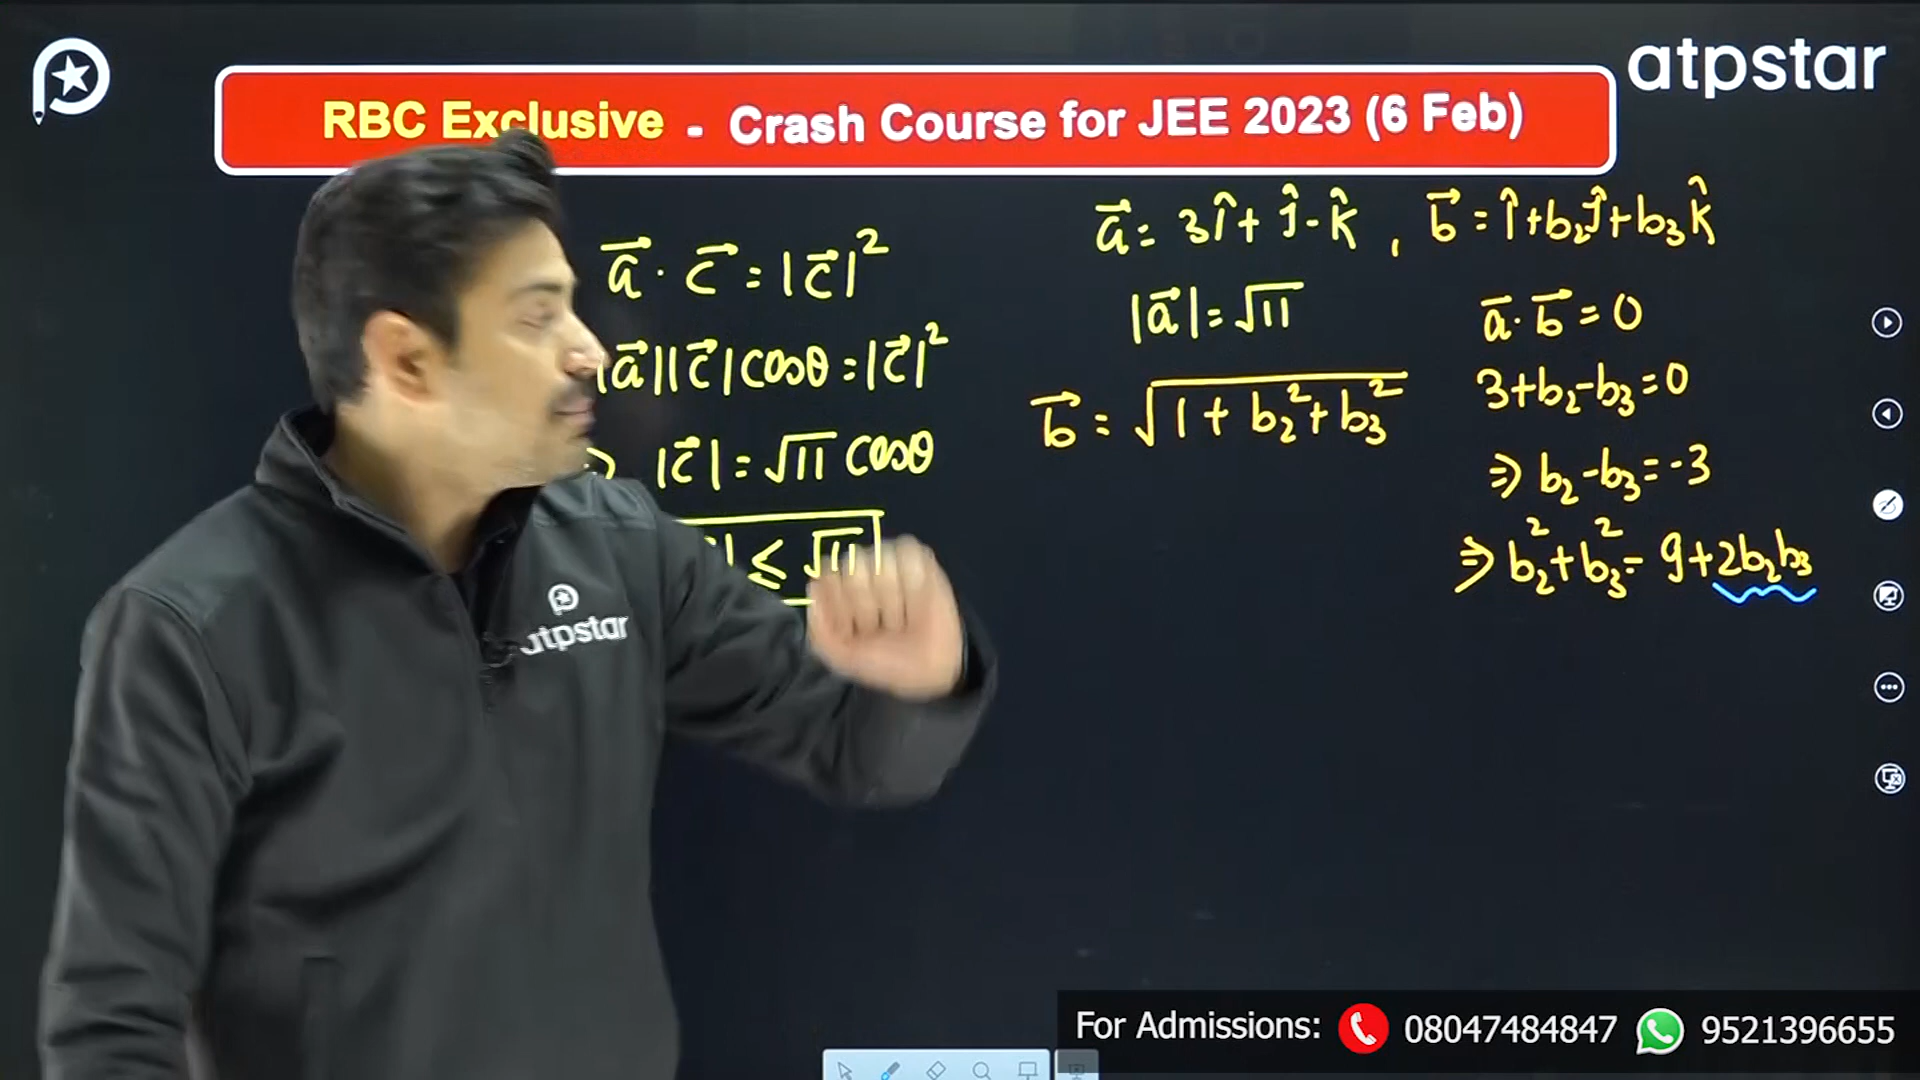 atpstar
RBC Exclusive - Crash Course for JEE 2023 (6 Feb)
a⃗ · c⃗ = |c⃗|²
|a⃗||c⃗| cosθ = |c⃗|²
|c⃗| = √11 cosθ
≤ √11
a⃗ = 3î + ĵ - k̂ , b⃗ = î + b₂ĵ + b₃k̂
|a⃗| = √11
b⃗ = √(1 + b₂² + b₃²)
a⃗ · b⃗ = 0
3 + b₂ - b₃ = 0
⇒ b₂ - b₃ = -3
⇒ b₂² + b₃² = 9 + 2b₂b₃
atpstar
For Admissions: 08047484847 9521396655